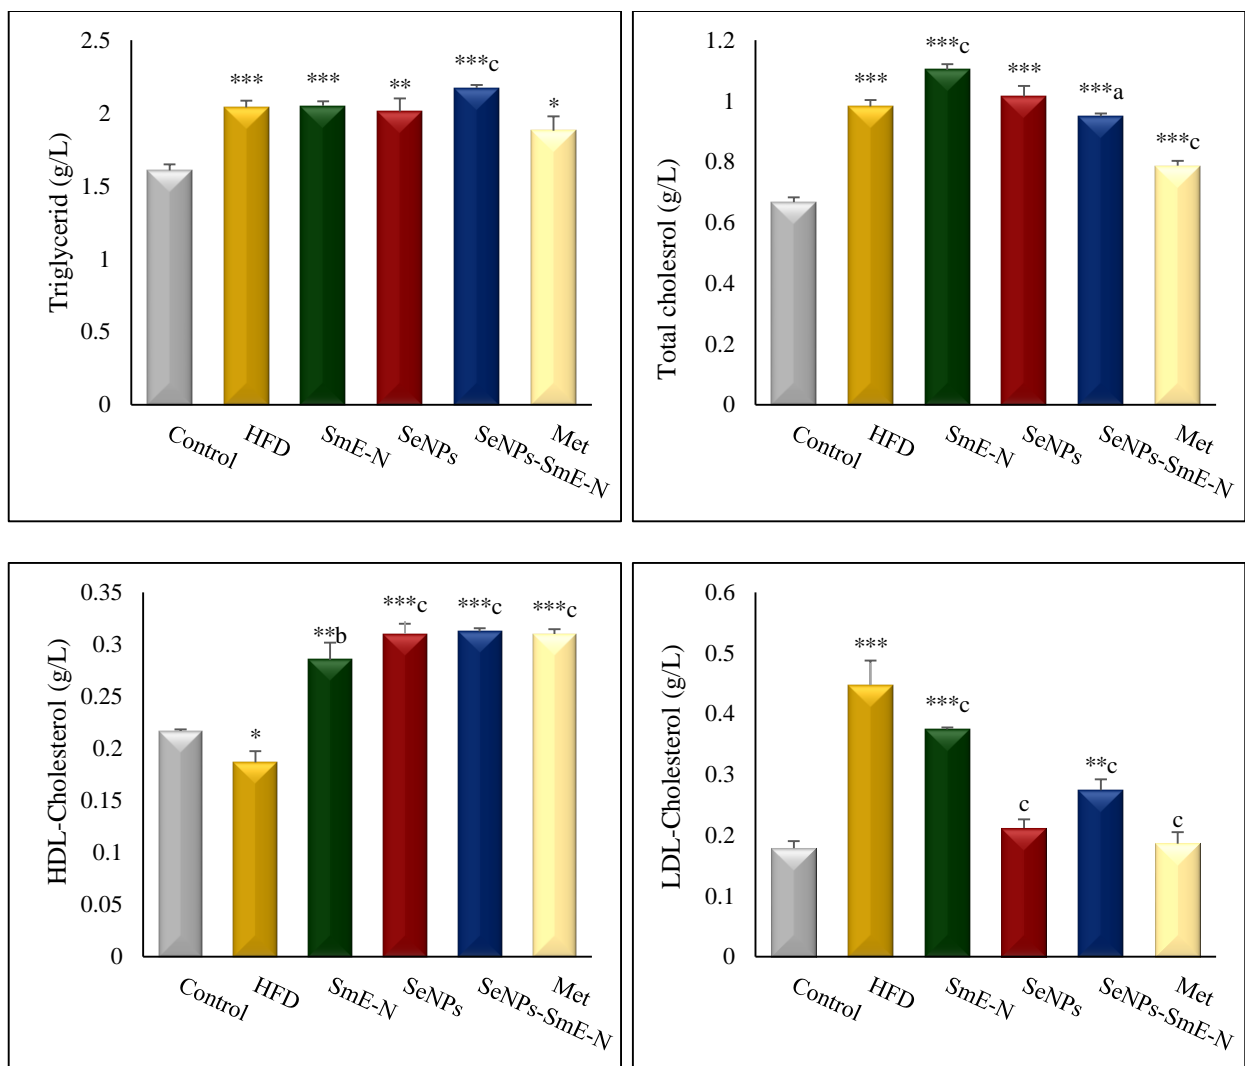 Triglycerid (g/L)
2.5
2
1.5
1
0.5
0
***
***
**
***c
*
Control
HFD
SmE-N
SeNPs
SeNPs-SmE-N
Met
Total cholesrol (g/L)
1.2
1
0.8
0.6
0.4
0.2
0
***
***c
***
***a
***c
Control
HFD
SmE-N
SeNPs
SeNPs-SmE-N
Met
HDL-Cholesterol (g/L)
0.35
0.3
0.25
0.2
0.15
0.1
0.05
0
*
**b
***c
***c
***c
Control
HFD
SmE-N
SeNPs
SeNPs-SmE-N
Met
LDL-Cholesterol (g/L)
0.6
0.5
0.4
0.3
0.2
0.1
0
***
***c
c
**c
c
Control
HFD
SmE-N
SeNPs
SeNPs-SmE-N
Met